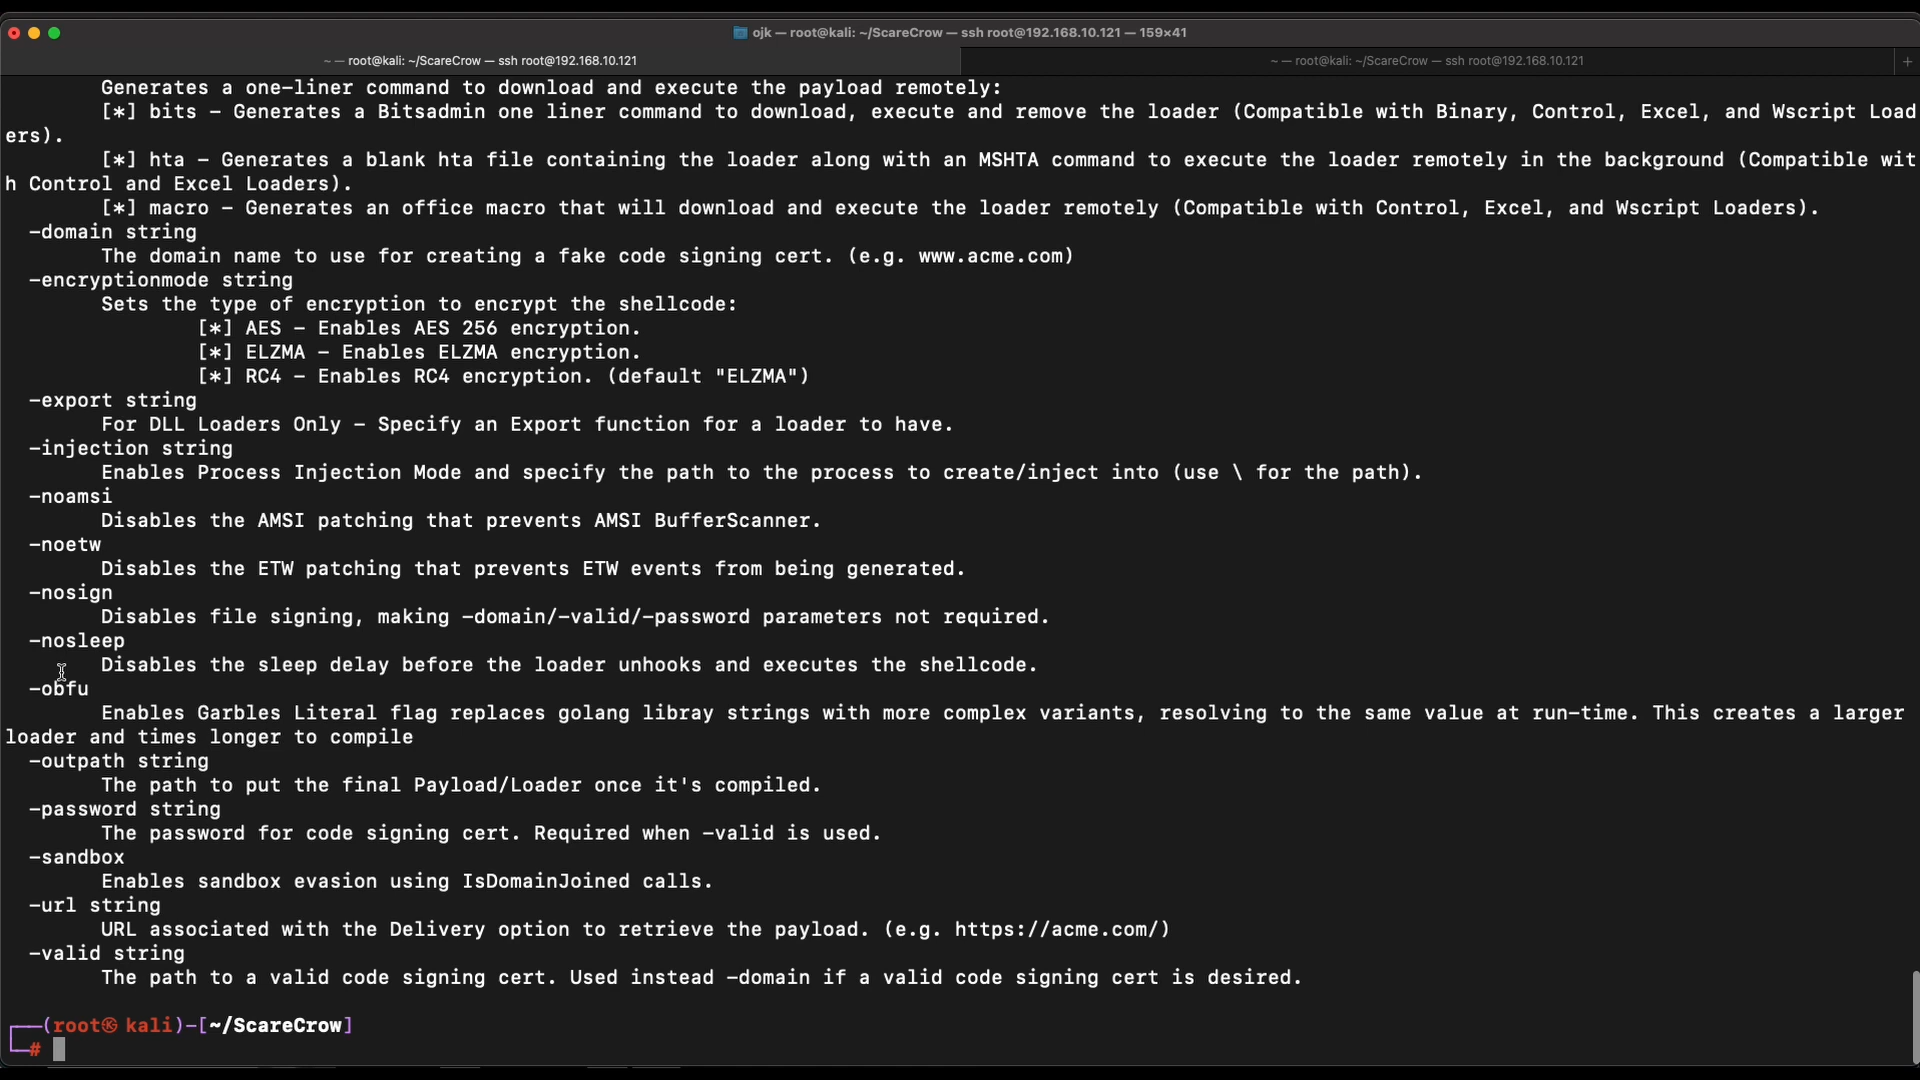 ojk — root@kali: ~/ScareCrow — ssh root@192.168.10.121 — 159×41
~ — root@kali: ~/ScareCrow — ssh root@192.168.10.121
~ — root@kali: ~/ScareCrow — ssh root@192.168.10.121
+
Generates a one-liner command to download and execute the payload remotely:
[*] bits - Generates a Bitsadmin one liner command to download, execute and remove the loader (Compatible with Binary, Control, Excel, and Wscript Load
ers).
[*] hta - Generates a blank hta file containing the loader along with an MSHTA command to execute the loader remotely in the background (Compatible wit
h Control and Excel Loaders).
[*] macro - Generates an office macro that will download and execute the loader remotely (Compatible with Control, Excel, and Wscript Loaders).
-domain string
The domain name to use for creating a fake code signing cert. (e.g. www.acme.com)
-encryptionmode string
Sets the type of encryption to encrypt the shellcode:
[*] AES - Enables AES 256 encryption.
[*] ELZMA - Enables ELZMA encryption.
[*] RC4 - Enables RC4 encryption. (default "ELZMA")
-export string
For DLL Loaders Only - Specify an Export function for a loader to have.
-injection string
Enables Process Injection Mode and specify the path to the process to create/inject into (use \ for the path).
-noamsi
Disables the AMSI patching that prevents AMSI BufferScanner.
-noetw
Disables the ETW patching that prevents ETW events from being generated.
-nosign
Disables file signing, making -domain/-valid/-password parameters not required.
-nosleep
Disables the sleep delay before the loader unhooks and executes the shellcode.
-obfu
Enables Garbles Literal flag replaces golang libray strings with more complex variants, resolving to the same value at run-time. This creates a larger
loader and times longer to compile
-outpath string
The path to put the final Payload/Loader once it's compiled.
-password string
The password for code signing cert. Required when -valid is used.
-sandbox
Enables sandbox evasion using IsDomainJoined calls.
-url string
URL associated with the Delivery option to retrieve the payload. (e.g. https://acme.com/)
-valid string
The path to a valid code signing cert. Used instead -domain if a valid code signing cert is desired.
┌──(root㉿kali)-[~/ScareCrow]
└─#